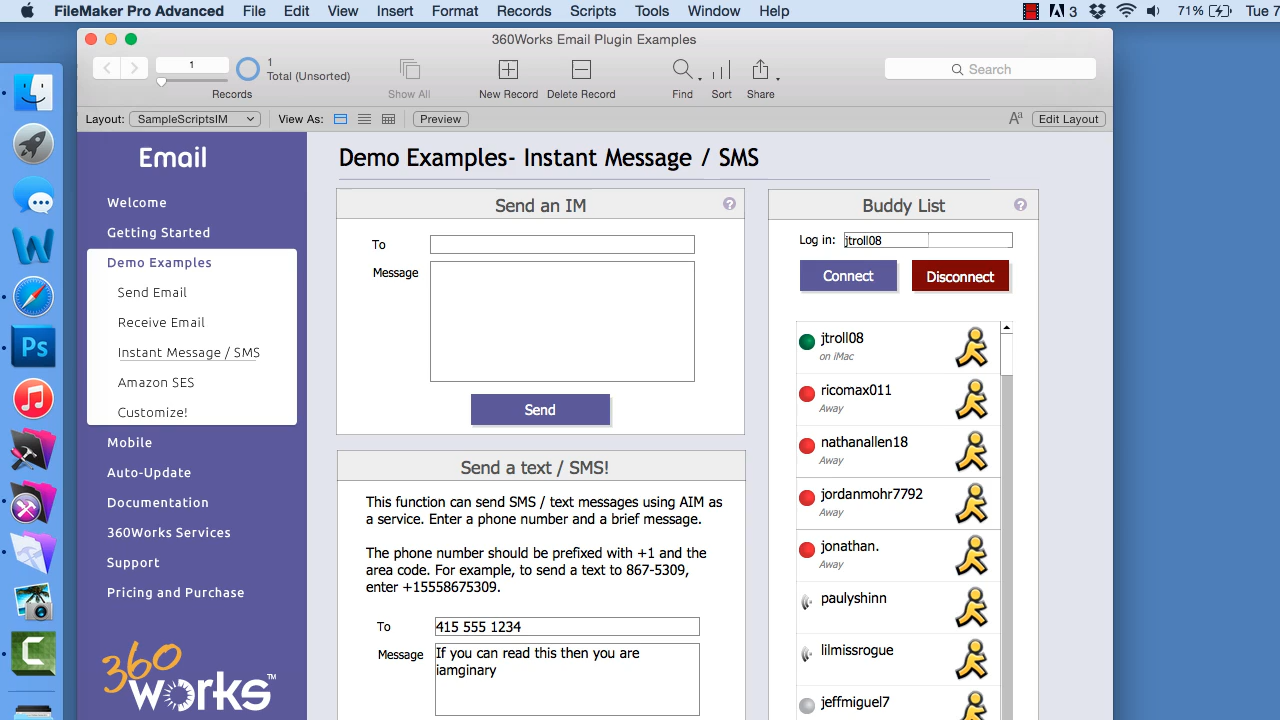 FileMaker Pro Advanced File Edit View Insert Format Records Scripts Tools Window Help 3 71% Tue 7
360Works Email Plugin Examples
1
1
Total (Unsorted)
Search
Records Show All New Record Delete Record Find Sort Share
Layout: SampleScriptsIM View As: Preview Aa Edit Layout
Email
Welcome
Getting Started
Demo Examples
Send Email
Receive Email
Instant Message / SMS
Amazon SES
Customize!
Mobile
Auto-Update
Documentation
360Works Services
Support
Pricing and Purchase
360
works™
Demo Examples- Instant Message / SMS
Send an IM ?
To
Message
Send
Send a text / SMS!
This function can send SMS / text messages using AIM as
a service. Enter a phone number and a brief message.
The phone number should be prefixed with +1 and the
area code. For example, to send a text to 867-5309,
enter +15558675309.
To 415 555 1234
Message If you can read this then you are
iamginary
Buddy List ?
Log in: jtroll08
Connect Disconnect
jtroll08
on iMac
ricomax011
Away
nathanallen18
Away
jordanmohr7792
Away
jonathan.
Away
paulyshinn
lilmissrogue
jeffmiguel7
W
Ps
C